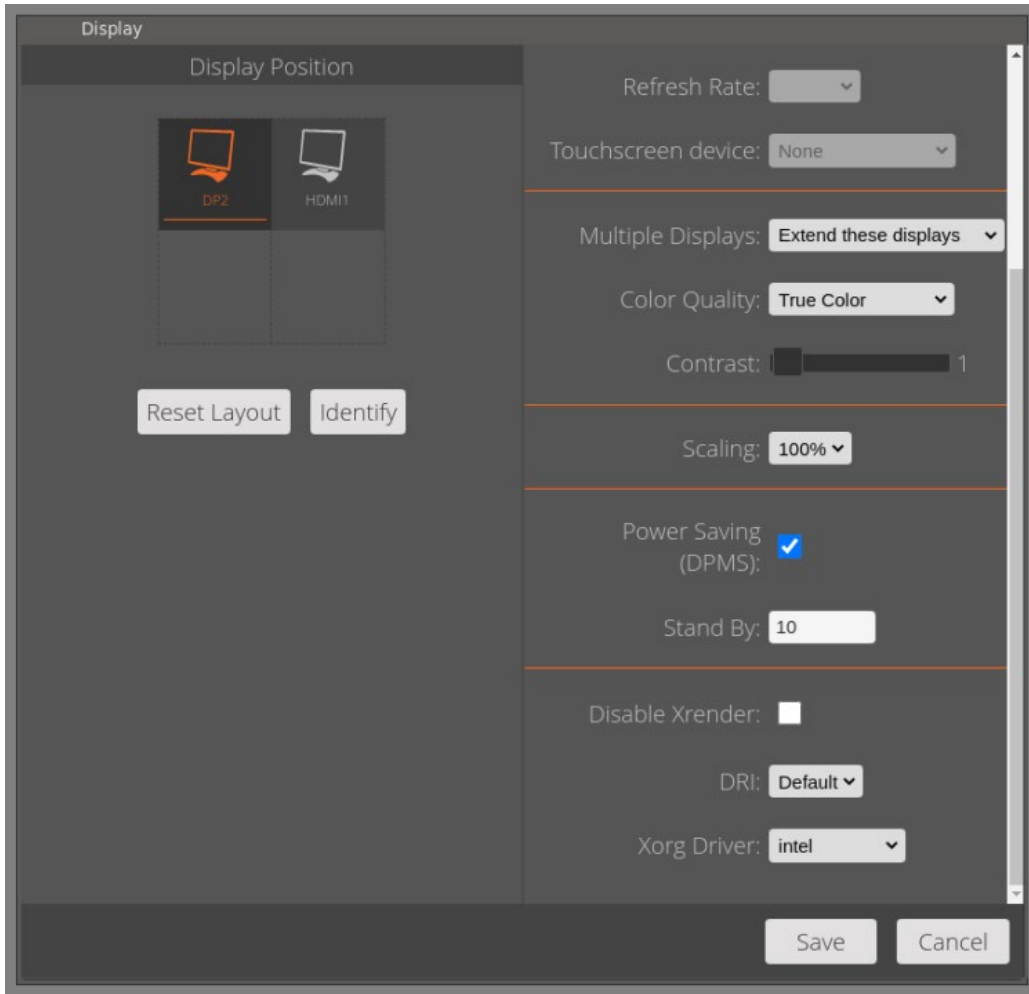 Display
Display Position
DP2 HDMI1
Reset Layout Identify
Refresh Rate:
Touchscreen device: None
Multiple Displays: Extend these displays
Color Quality: True Color
Contrast: 1
Scaling: 100%
Power Saving
(DPMS):
Stand By: 10
Disable Xrender:
DRI: Default
Xorg Driver: intel
Save Cancel